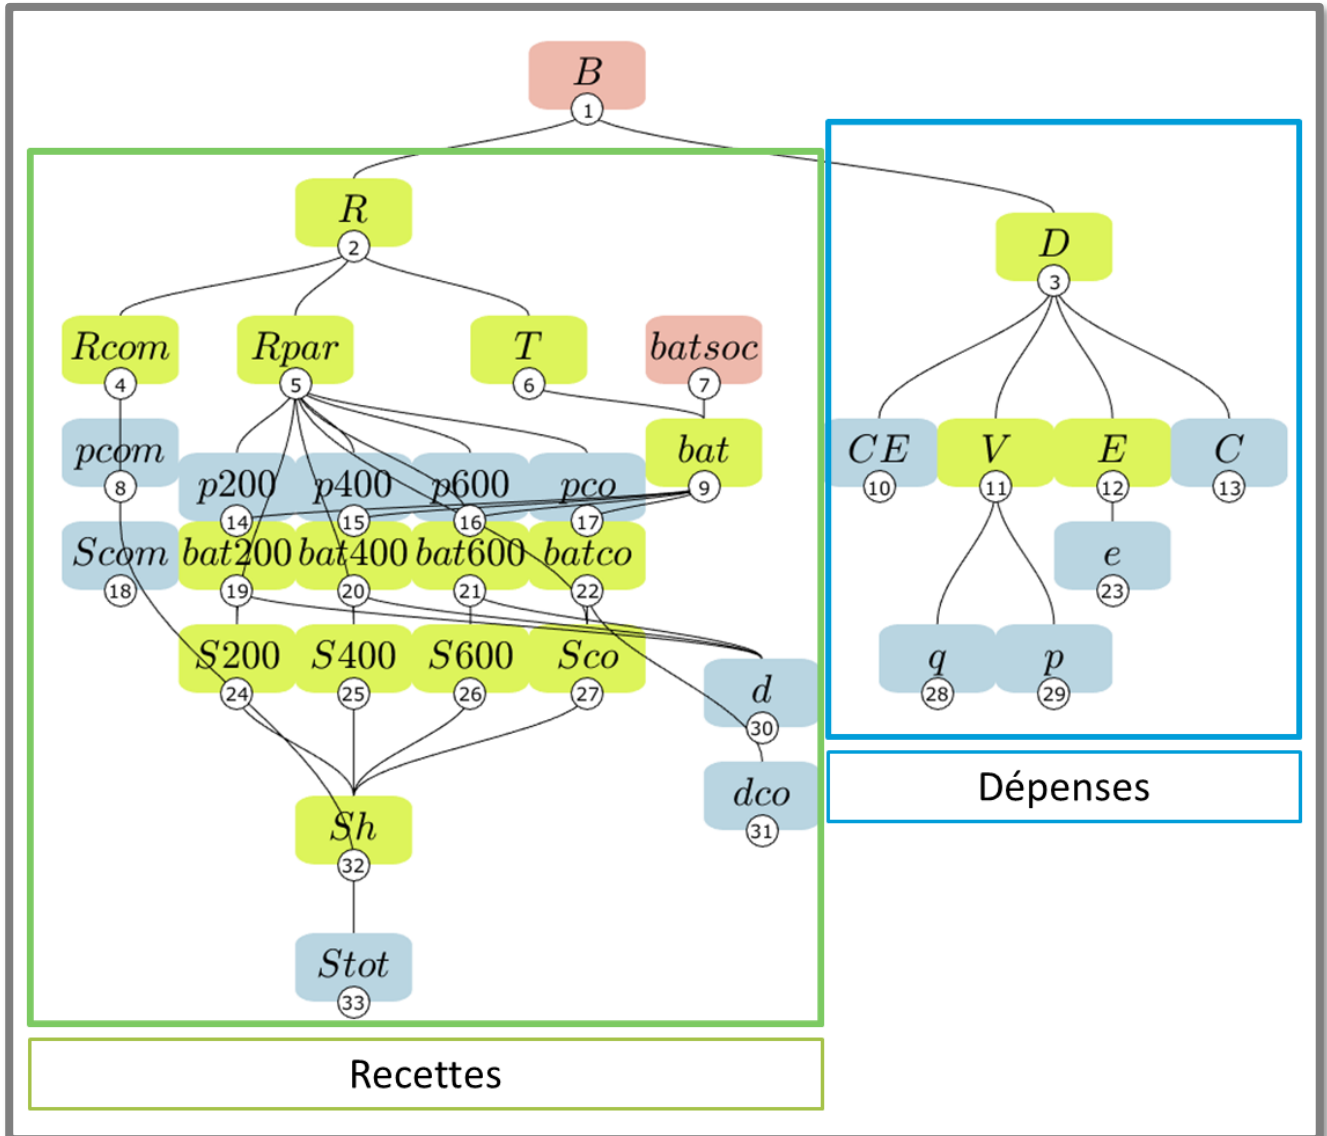 B
1
R
2
D
3
Rcom
Rpar
T
batsoc
4
5
6
7
pcom
bat
CE
V
E
C
8
9
10
11
12
13
p200
p400
p600
pco
14
15
16
17
Scom
bat200
bat400
bat600
batco
e
18
19
20
21
22
23
S200
S400
S600
Sco
q
p
24
25
26
27
28
29
d
30
dco
31
Dépenses
Sh
32
Stot
33
Recettes